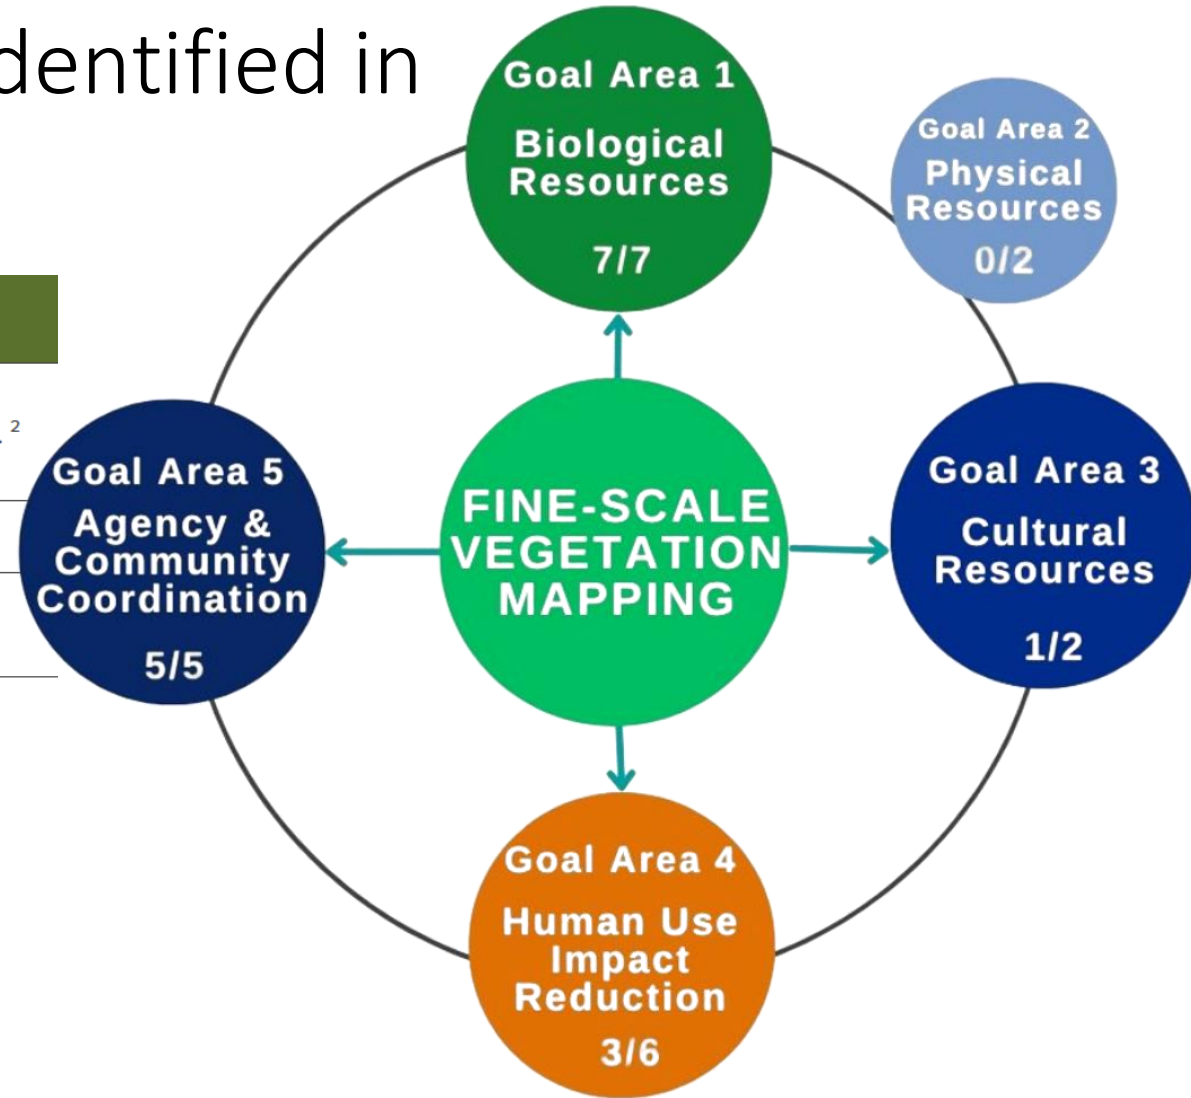 dentified in
2
Goal Area 1
Biological
Resources
7/7
Goal Area 2
Physical
Resources
0/2
Goal Area 3
Cultural
Resources
1/2
FINE-SCALE
VEGETATION
MAPPING
Goal Area 5
Agency &
Community
Coordination
5/5
Goal Area 4
Human Use
Impact
Reduction
3/6